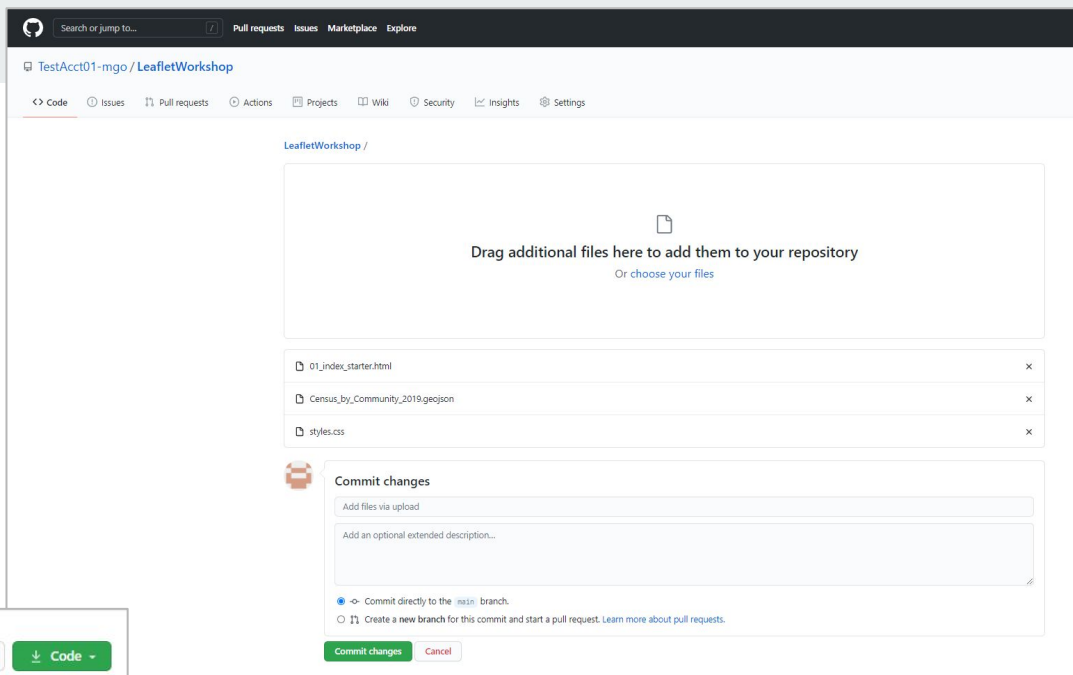 Search or jump to... /
Pull requests Issues Marketplace Explore
TestAcct01-mgo / LeafletWorkshop
<> Code Issues Pull requests Actions Projects Wiki Security Insights Settings
LeafletWorkshop /
Drag additional files here to add them to your repository
Or choose your files
01_index_starter.html ×
Census_by_Community_2019.geojson ×
styles.css ×
Commit changes
Add files via upload
Add an optional extended description...
Commit directly to the main branch.
Create a new branch for this commit and start a pull request. Learn more about pull requests.
Commit changes Cancel
Code